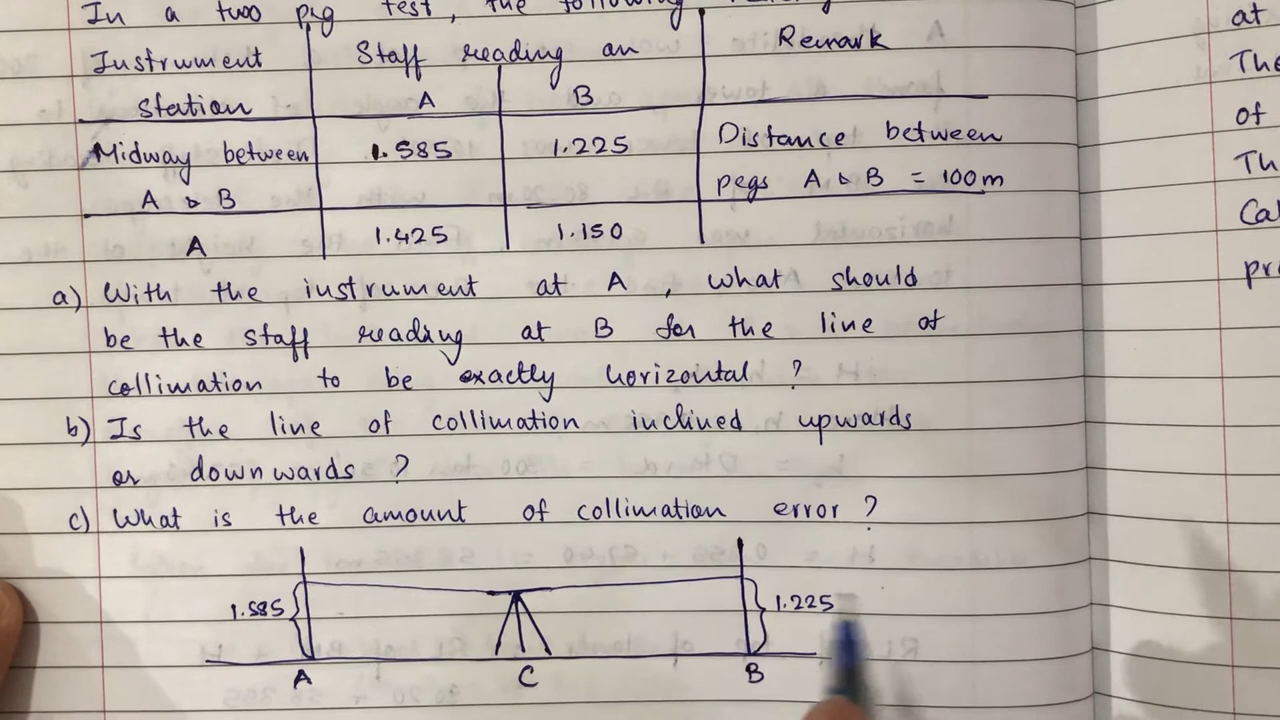 In a two peg test, the following
Instrument station | Staff reading on | Remark
A | B
Midway between A & B | 1.585 | 1.225 | Distance between pegs A & B = 100m
A | 1.425 | 1.150
a) With the instrument at A, what should
be the staff reading at B for the line of
collimation to be exactly horizontal?
b) Is the line of collimation inclined upwards
or downwards?
c) What is the amount of collimation error?
1.585
1.225
A C B
at
The
of
Th
Cal
pr